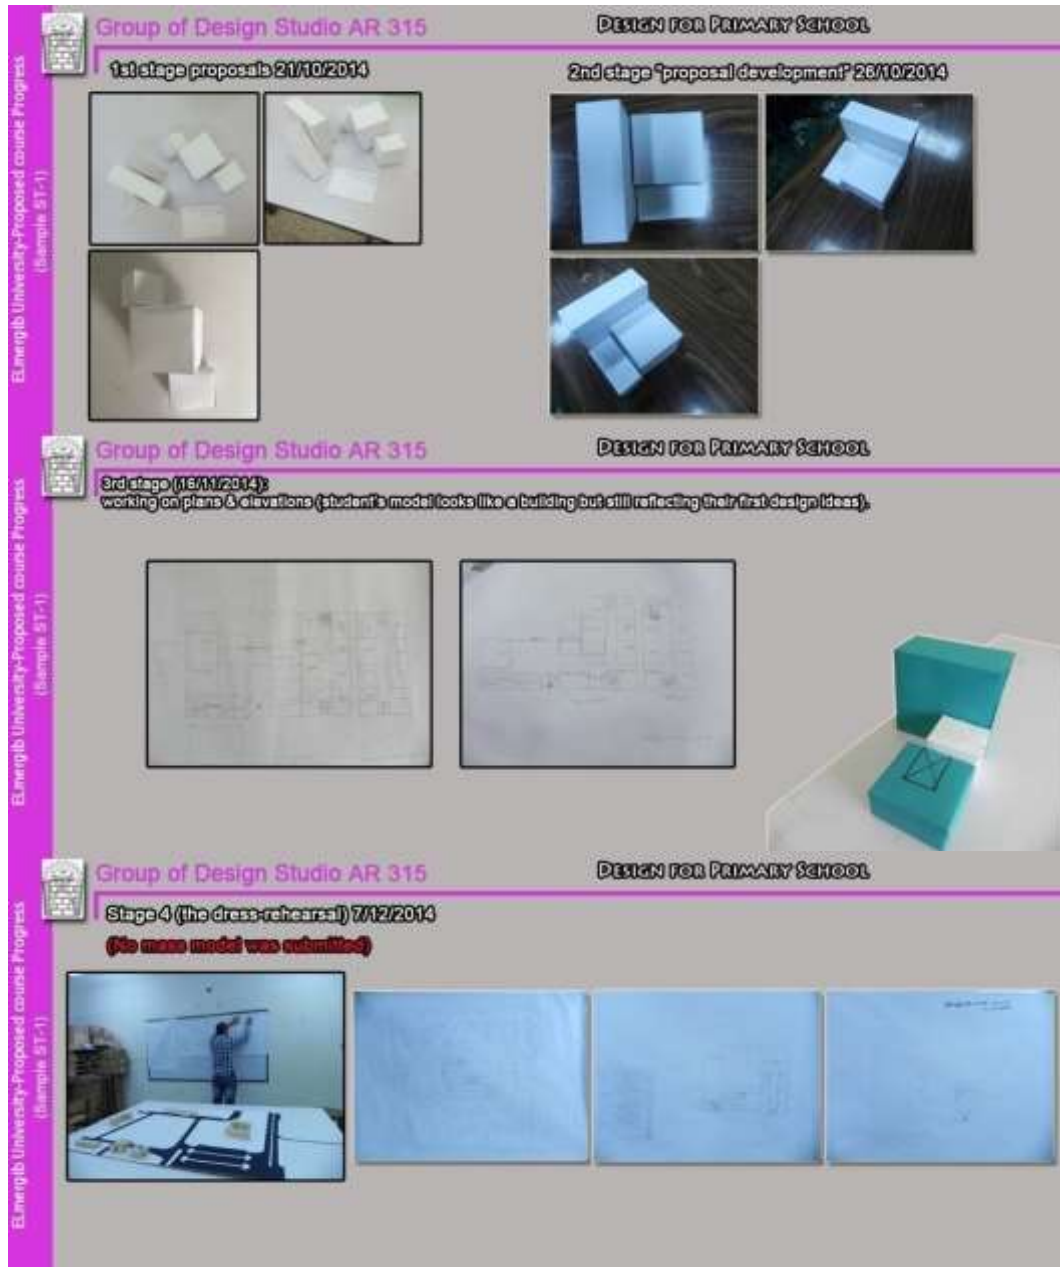 Group of Design Studio AR 315
DESIGN FOR PRIMARY SCHOOL
1st stage proposals 21/10/2014
2nd stage "proposal development" 26/10/2014
ELmergib University-Proposed course Progress
(Sample ST-1)
Group of Design Studio AR 315
DESIGN FOR PRIMARY SCHOOL
3rd stage (16/11/2014):
working on plans & elevations (student's model looks like a building but still reflecting their first design ideas).
ELmergib University-Proposed course Progress
(Sample ST-1)
Group of Design Studio AR 315
DESIGN FOR PRIMARY SCHOOL
Stage 4 (the dress-rehearsal) 7/12/2014
(No mass model was submitted)
ELmergib University-Proposed course Progress
(Sample ST-1)